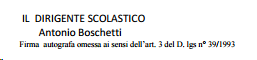 IL DIRIGENTE SCOLASTICO
Antonio Boschetti
Firma autografa omessa ai sensi dell'art. 3 del D. lgs n° 39/1993